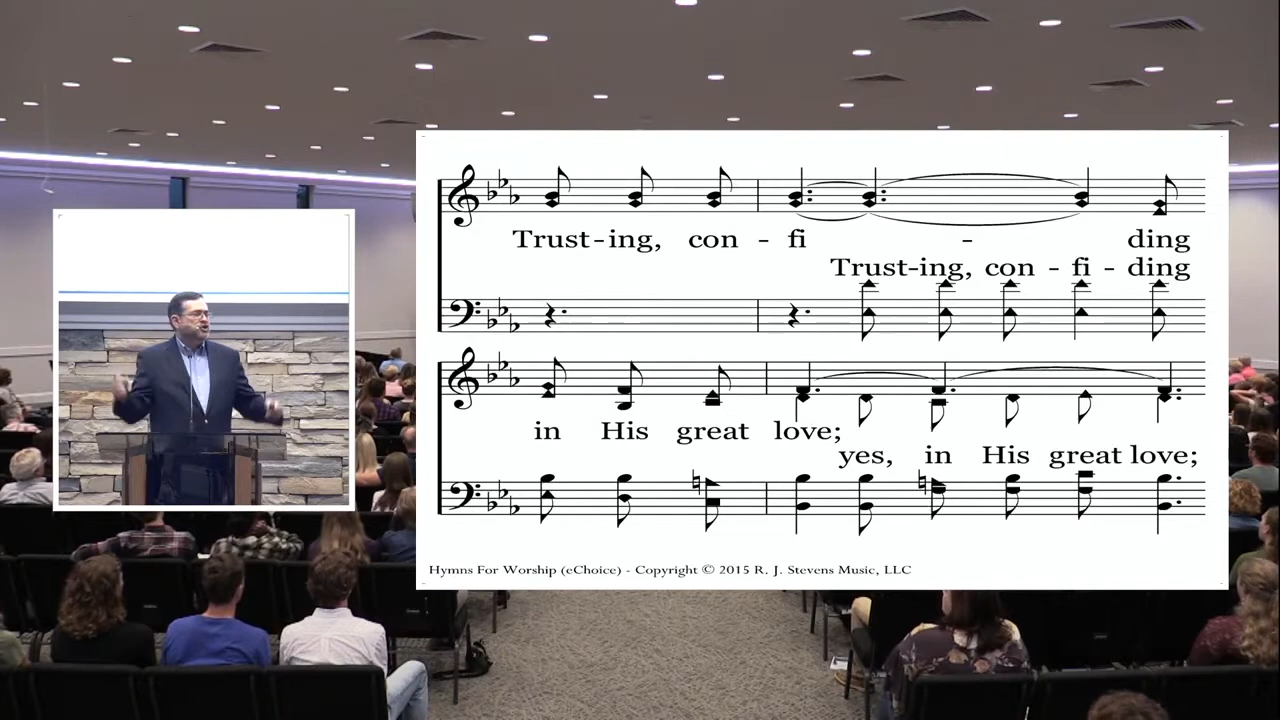 Trust-ing, con - fi - ding
Trust-ing, con - fi - ding
in His great love;
yes, in His great love;
Hymns For Worship (eChoice) - Copyright © 2015 R. J. Stevens Music, LLC